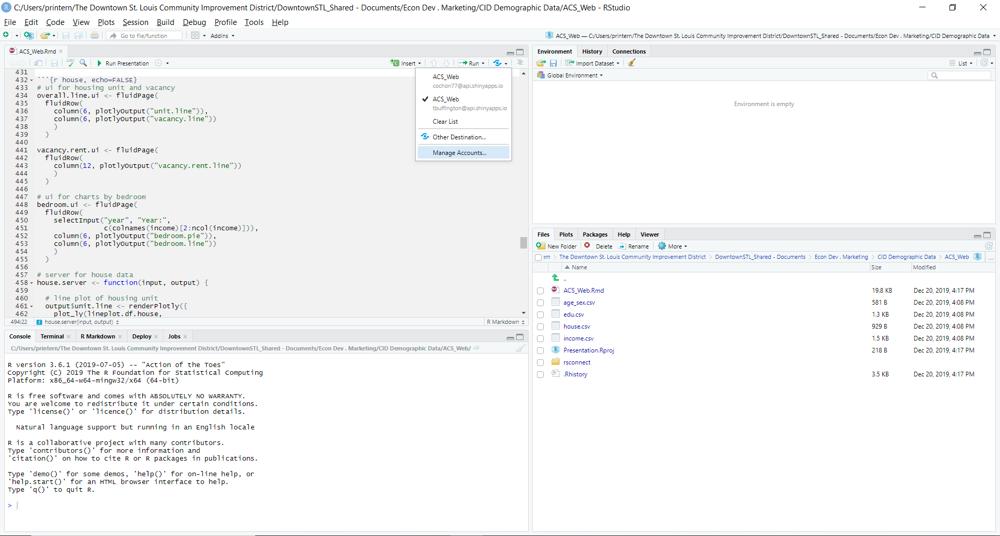 C:/Users/printern/The Downtown St. Louis Community Improvement District/DowntownSTL_Shared - Documents/Econ Dev . Marketing/CID Demographic Data/ACS_Web - RStudio
File Edit Code View Plots Session Build Debug Profile Tools Help
Go to file/function Addins
ACS_Web — C:/Users/printern/The Downtown St. Louis Community Improvement District/DowntownSTL_Shared - Documents/Econ Dev . Marketing/CID Demographic Data
ACS_Web.Rmd
ABC Run Presentation Insert Run
431
432 ```{r house, echo=FALSE}
433 # ui for housing unit and vacancy
434 overall.line.ui <- fluidPage(
435 fluidRow(
436 column(6, plotlyOutput("unit.line")),
437 column(6, plotlyOutput("vacancy.line"))
438 )
439 )
440
441 vacancy.rent.ui <- fluidPage(
442 fluidRow(
443 column(12, plotlyOutput("vacancy.rent.line"))
444 )
445 )
446
447 # ui for charts by bedroom
448 bedroom.ui <- fluidPage(
449 fluidRow(
450 selectInput("year", "Year:",
451 c(colnames(income)[2:ncol(income)])),
452 column(6, plotlyOutput("bedroom.pie")),
453 column(6, plotlyOutput("bedroom.line"))
454 )
455 )
456
457 # server for house data
458 house.server <- function(input, output) {
459
460 # line plot of housing unit
461 output$unit.line <- renderPlotly({
462 plot_ly(lineplot.df.house,
494:22 house.server(input, output) R Markdown
ACS_Web
cochon77@api.shinyapps.io
ACS_Web
tbuffington@api.shinyapps.io
Clear List
Other Destination...
Manage Accounts...
Console Terminal R Markdown Deploy Jobs
C:/Users/printern/The Downtown St. Louis Community Improvement District/DowntownSTL_Shared - Documents/Econ Dev . Marketing/CID Demographic Data/ACS_Web/
R version 3.6.1 (2019-07-05) -- "Action of the Toes"
Copyright (C) 2019 The R Foundation for Statistical Computing
Platform: x86_64-w64-mingw32/x64 (64-bit)
R is free software and comes with ABSOLUTELY NO WARRANTY.
You are welcome to redistribute it under certain conditions.
Type 'license()' or 'licence()' for distribution details.
Natural language support but running in an English locale
R is a collaborative project with many contributors.
Type 'contributors()' for more information and
'citation()' on how to cite R or R packages in publications.
Type 'demo()' for some demos, 'help()' for on-line help, or
'help.start()' for an HTML browser interface to help.
Type 'q()' to quit R.
>
Environment History Connections
Import Dataset List
Global Environment
Environment is empty
Files Plots Packages Help Viewer
New Folder Delete Rename More
ern The Downtown St. Louis Community Improvement District DowntownSTL_Shared - Documents Econ Dev . Marketing CID Demographic Data ACS_Web ...
Name Size Modified
..
ACS_Web.Rmd 19.8 KB Dec 20, 2019, 4:17 PM
age_sex.csv 581 B Dec 20, 2019, 4:08 PM
edu.csv 1.3 KB Dec 20, 2019, 4:08 PM
house.csv 929 B Dec 20, 2019, 4:08 PM
income.csv 1.5 KB Dec 20, 2019, 4:08 PM
Presentation.Rproj 218 B Dec 20, 2019, 4:17 PM
rsconnect
.Rhistory 3.5 KB Dec 20, 2019, 4:17 PM